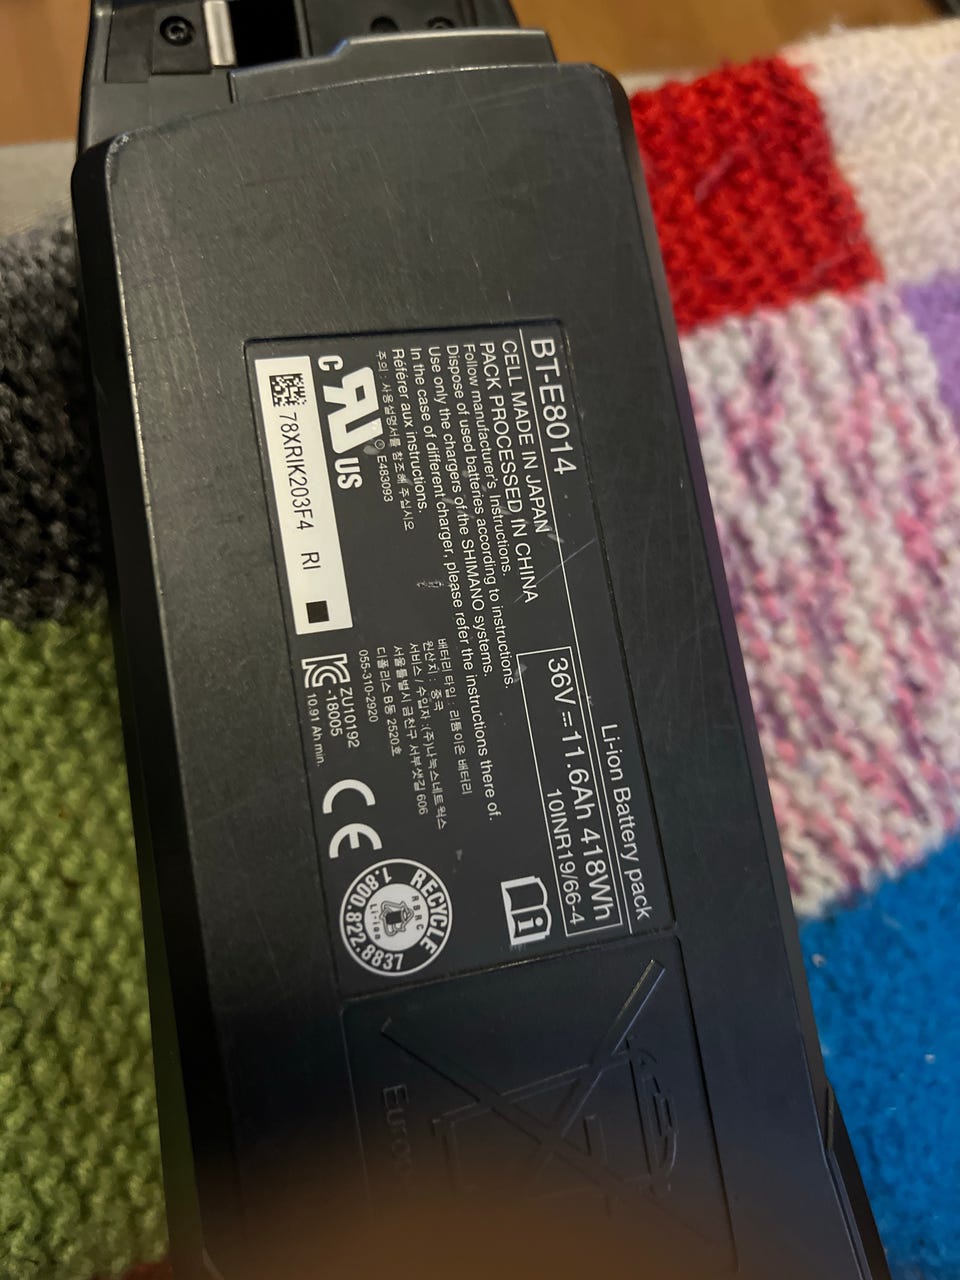 BT-E8014
Li-ion Battery pack
CELL MADE IN JAPAN
PACK PROCESSED IN CHINA
36V 11.6Ah 418Wh
10INR19/66-4
Follow manufacturer's Instructions.
Dispose of used batteries according to instructions.
Use only the chargers of the SHIMANO systems.
In the case of different charger, please refer the instructions there of.
Référer aux instructions.
주의 : 사용설명서를 참조해 주십시오
배터리타입 : 리튬이온 배터리
원산지 : 중국
서비스 / 수입자 : (주)나눅스네트웍스
서울특별시 금천구 서부샛길 606
디폴리스 B동 2520호
055-310-2920
C RU US
E483093
ZU10192
-18005
10.91 Ah min.
CE
RECYCLE
RBRC
Li-ion
1.800.822.8837
78XRIK203F4 RI